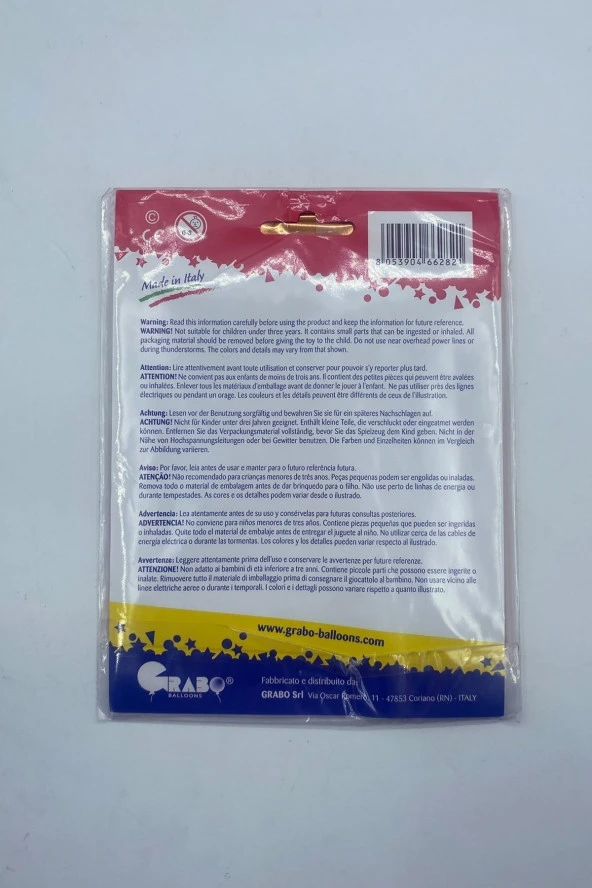 ©
0-3
8 053904 662821
Made in Italy
Warning: Read this information carefully before using the product and keep the information for future reference.
WARNING! Not suitable for children under three years. It contains small parts that can be ingested or inhaled. All
packaging material should be removed before giving the toy to the child. Do not use near overhead power lines or
during thunderstorms. The colors and details may vary from that shown.
Attention: Lire attentivement avant toute utilisation et conserver pour pouvoir s'y reporter plus tard.
ATTENTION! Ne convient pas aux enfants de moins de trois ans. Il contient des petites pièces qui peuvent être avalées
ou inhalées. Enlever tous les matériaux d'emballage avant de donner le jouer à l'enfant. Ne pas utiliser près des lignes
électriques ou pendant un orage. Les couleurs et les détails peuvent être différents de ceux de l'illustration.
Achtung: Lesen vor der Benutzung sorgfältig und bewahren Sie sie für ein späteres Nachschlagen auf.
ACHTUNG! Nicht für Kinder unter drei Jahren geeignet. Enthält kleine Teile, die verschluckt oder eingeatmet werden
können. Entfernen Sie das Verpackungsmaterial vollständig, bevor Sie das Spielzeug dem Kind geben. Nicht in der
Nähe von Hochspannungsleitungen oder bei Gewitter benutzen. Die Farben und Einzelheiten können im Vergleich
zur Abbildung variieren.
Aviso: Por favor, leia antes de usar e manter para o futuro referência futura.
ATENÇÃO! Não recomendado para crianças menores de três anos. Peças pequenas podem ser engolidas ou inaladas.
Remova todo o material de embalagem antes de dar brinquedo para o filho. Não use perto de linhas de energia ou
durante tempestades. As cores e os detalhes podem variar desde o ilustrado.
Advertencia: Lea atentamente antes de su uso y consérvelas para futuras consultas posteriores.
ADVERTENCIA! No conviene para niños menores de tres años. Contiene piezas pequeñas que pueden ser ingeridas
o inhaladas. Quite todo el material de embalaje antes de entregar el juguete al niño. No utilizar cerca de las cables de
energía eléctrica o durante las tormentas. Los colores y los detalles pueden variar respecto al ilustrado.
Avvertenze: Leggere attentamente prima dell'uso e conservare le avvertenze per future referenze.
ATTENZIONE! Non adatto ai bambini di età inferiore a tre anni. Contiene piccole parti che possono essere ingerite o
inalate. Rimuovere tutto il materiale di imballaggio prima di consegnare il giocattolo al bambino. Non usare vicino alle
linee elettriche aeree o durante i temporali. I colori e i dettagli possono variare rispetto a quanto illustrato.
www.grabo-balloons.com
GRABO®
BALLOONS
Fabbricato e distribuito da:
GRABO Srl Via Oscar Romero, 11 - 47853 Coriano (RN) - ITALY